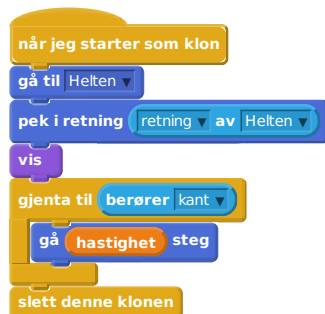 når jeg starter som klon
gå til Helten
pek i retning retning av Helten
vis
gjenta til berører kant
gå hastighet steg
slett denne klonen